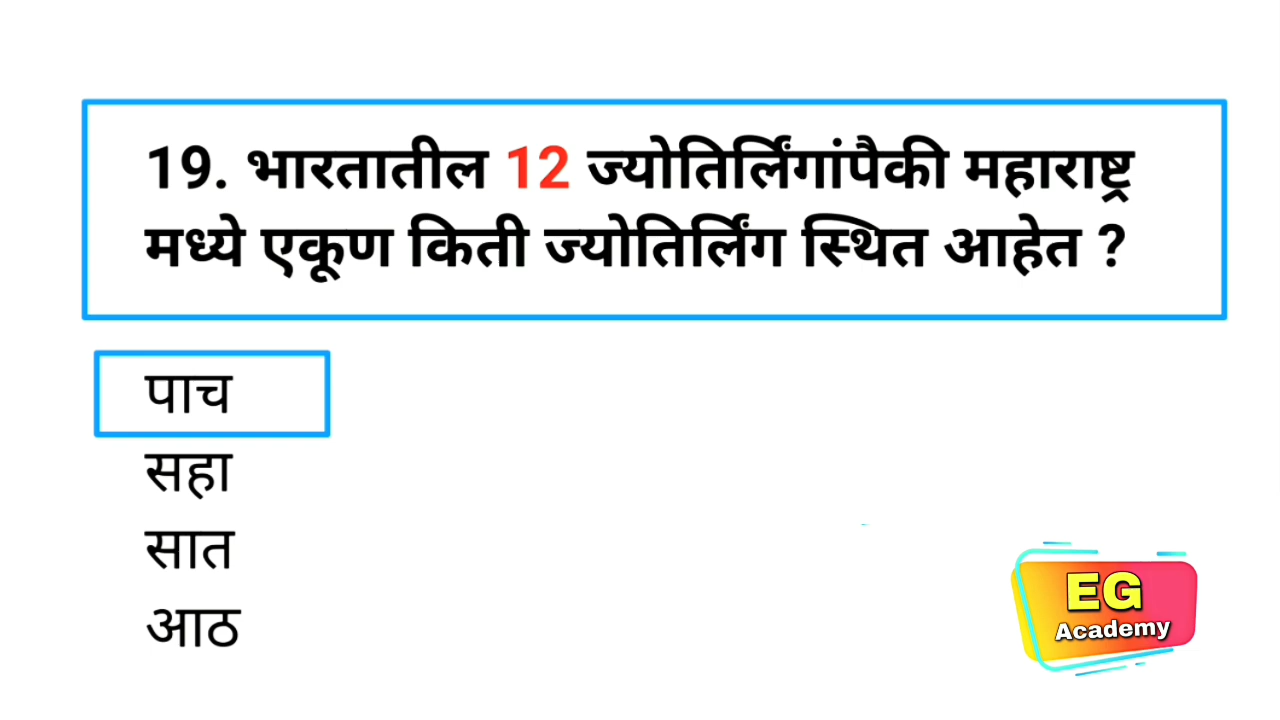 19. भारतातील 12 ज्योतिर्लिंगांपैकी महाराष्ट्र
मध्ये एकूण किती ज्योतिर्लिंग स्थित आहेत ?
पाच
सहा
सात
आठ
EG
Academy